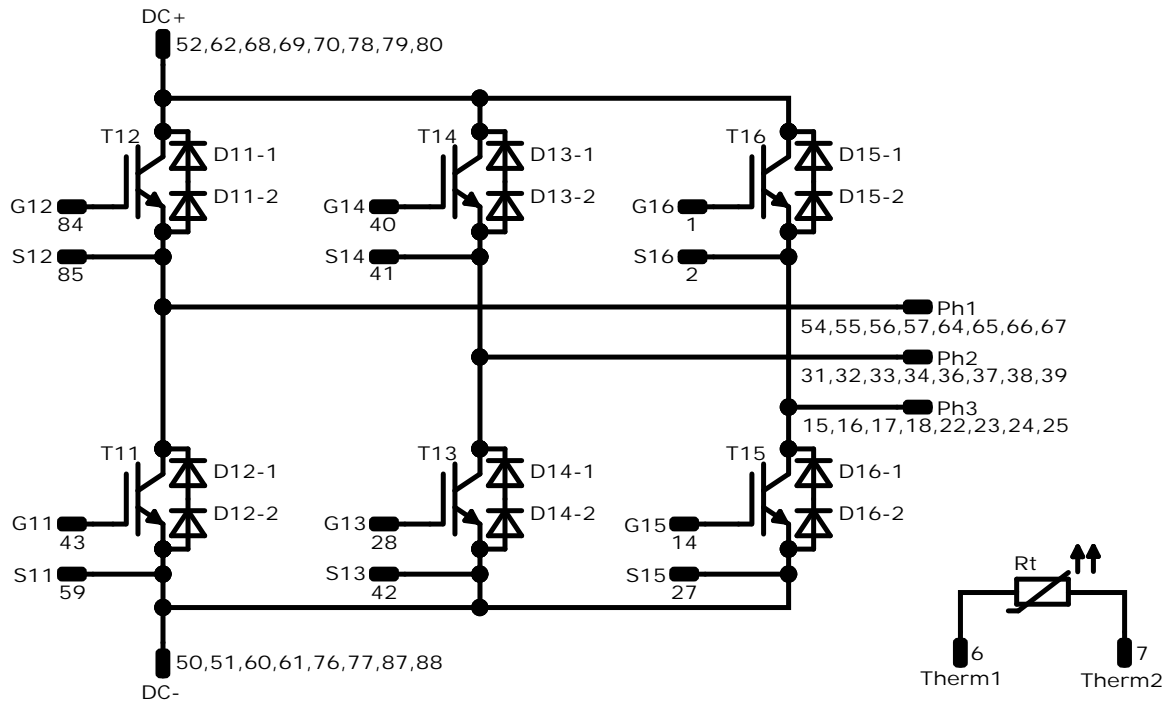 DC+
52,62,68,69,70,78,79,80
T12
D11-1
D11-2
G12
84
S12
85
T14
D13-1
D13-2
G14
40
S14
41
T16
D15-1
D15-2
G16
1
S16
2
Ph1
54,55,56,57,64,65,66,67
Ph2
31,32,33,34,36,37,38,39
Ph3
15,16,17,18,22,23,24,25
T11
D12-1
D12-2
G11
43
S11
59
T13
D14-1
D14-2
G13
28
S13
42
T15
D16-1
D16-2
G15
14
S15
27
50,51,60,61,76,77,87,88
DC-
Rt
6
Therm1
7
Therm2